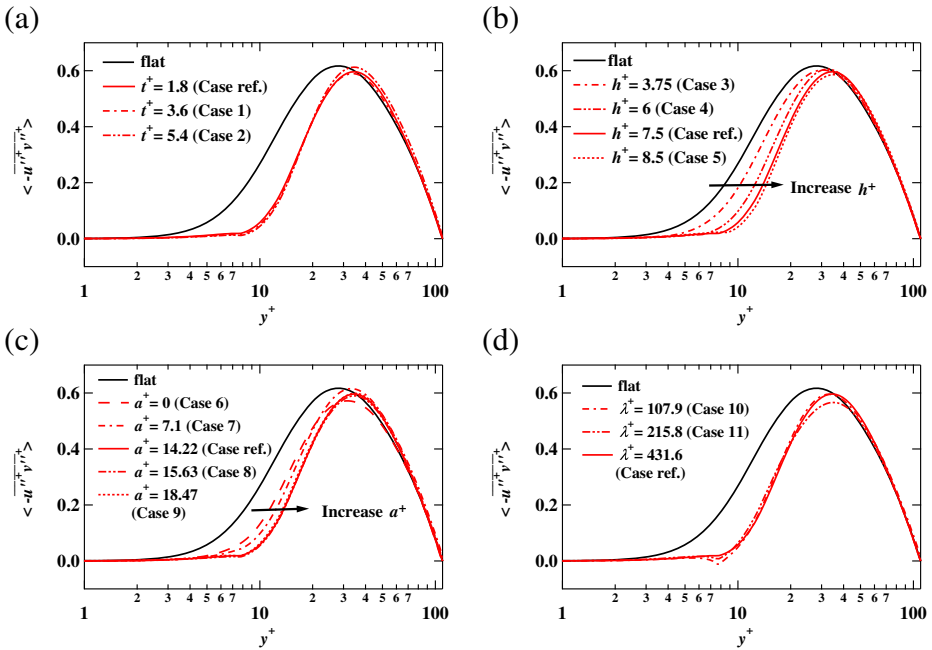 (a)
flat
t+ = 1.8 (Case ref.)
t+ = 3.6 (Case 1)
t+ = 5.4 (Case 2)
0.6
0.4
0.2
0.0
< -u''+v''+ >
2 3 4 5 6 7 2 3 4 5 6 7
1 10 100
y+
(b)
flat
h+ = 3.75 (Case 3)
h+ = 6 (Case 4)
h+ = 7.5 (Case ref.)
h+ = 8.5 (Case 5)
Increase h+
0.6
0.4
0.2
0.0
< -u''+v''+ >
2 3 4 5 6 7 2 3 4 5 6 7
1 10 100
y+
(c)
flat
a+ = 0 (Case 6)
a+ = 7.1 (Case 7)
a+ = 14.22 (Case ref.)
a+ = 15.63 (Case 8)
a+ = 18.47
(Case 9)
Increase a+
0.6
0.4
0.2
0.0
< -u''+v''+ >
2 3 4 5 6 7 2 3 4 5 6 7
1 10 100
y+
(d)
flat
λ+ = 107.9 (Case 10)
λ+ = 215.8 (Case 11)
λ+ = 431.6
(Case ref.)
0.6
0.4
0.2
0.0
< -u''+v''+ >
2 3 4 5 6 7 2 3 4 5 6 7
1 10 100
y+